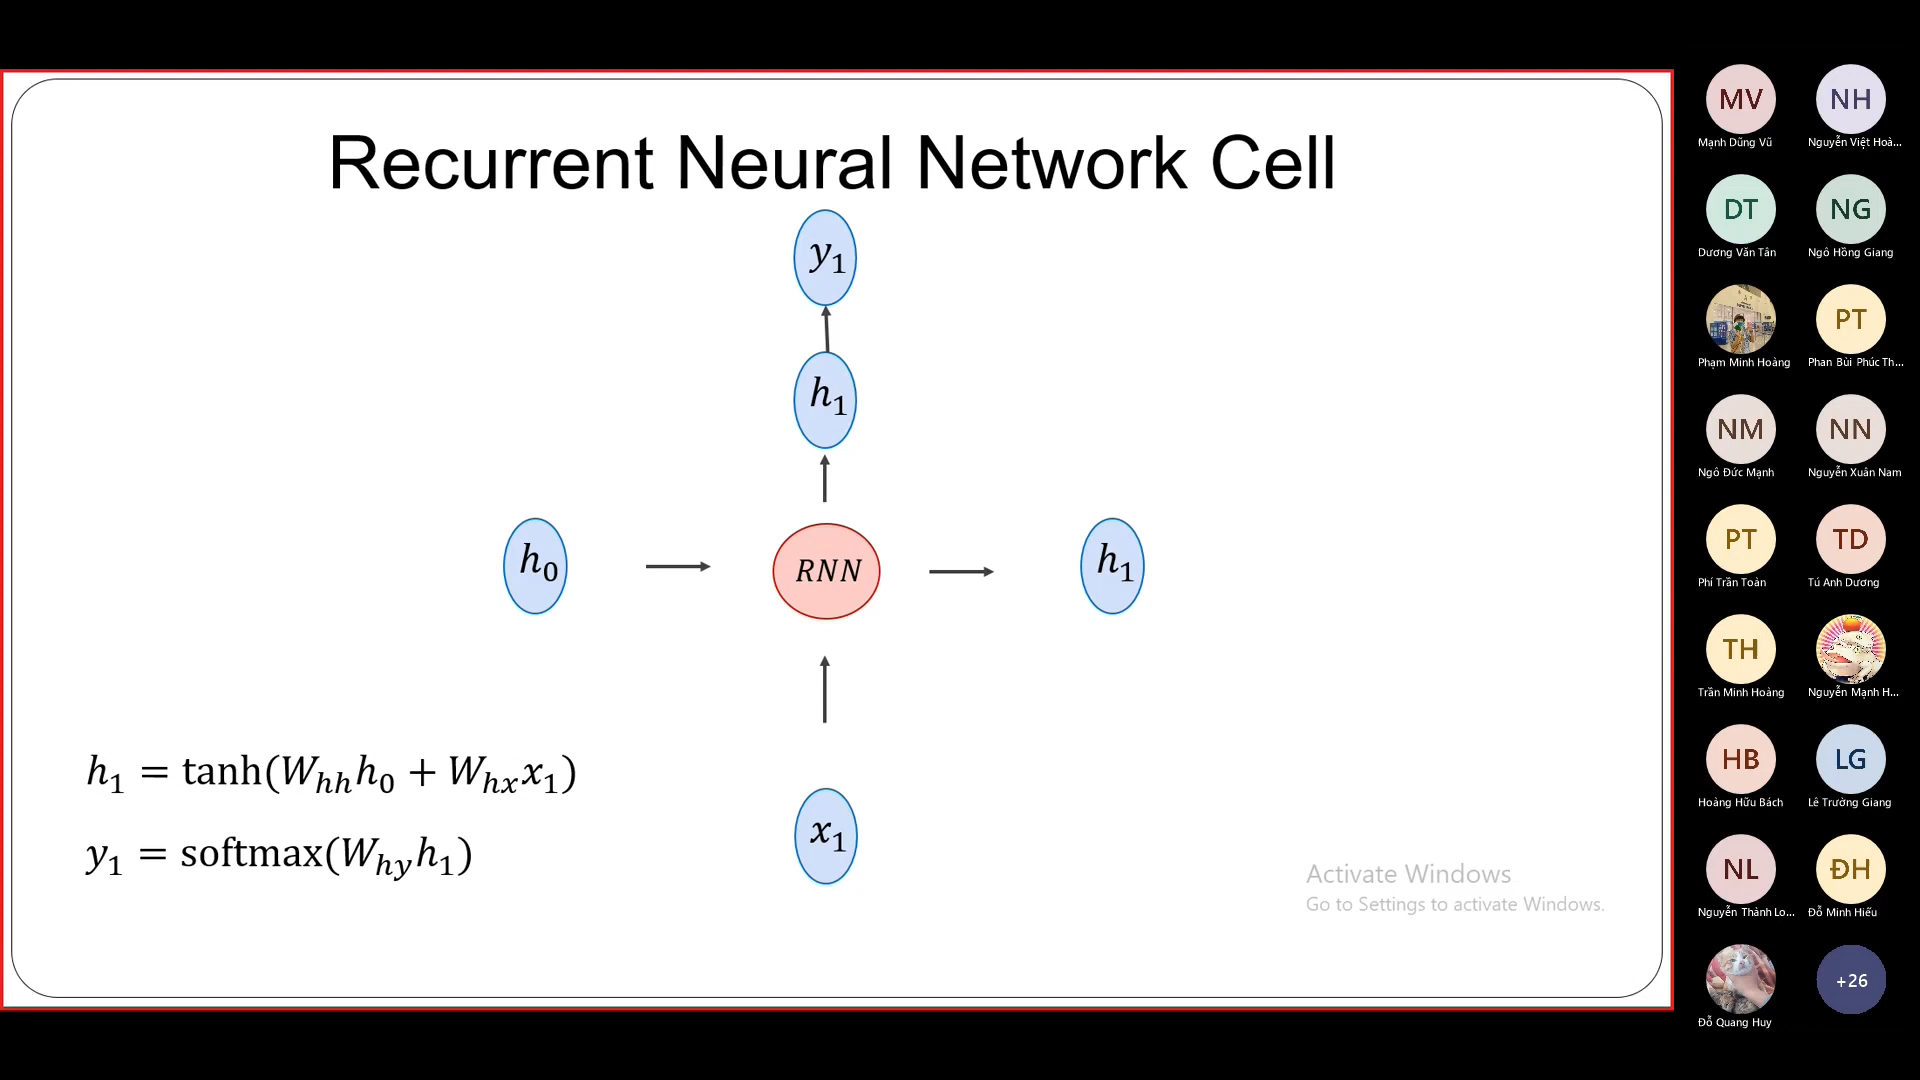 Recurrent Neural Network Cell
y₁
h₁
h₀
RNN
h₁
x₁
h₁ = tanh(Wₕₕh₀ + Wₕₓx₁)
y₁ = softmax(W_{hy}h₁)
Activate Windows
Go to Settings to activate Windows.
MV
Mạnh Dũng Vũ
NH
Nguyễn Việt Hoà...
DT
Dương Văn Tân
NG
Ngô Hồng Giang
Phạm Minh Hoàng
PT
Phan Bùi Phúc Th...
NM
Ngô Đức Mạnh
NN
Nguyễn Xuân Nam
PT
Phí Trần Toàn
TD
Tú Anh Dương
TH
Trần Minh Hoàng
Nguyễn Mạnh H...
HB
Hoàng Hữu Bách
LG
Lê Trường Giang
NL
Nguyễn Thành Lo...
ĐH
Đỗ Minh Hiếu
Đỗ Quang Huy
+26